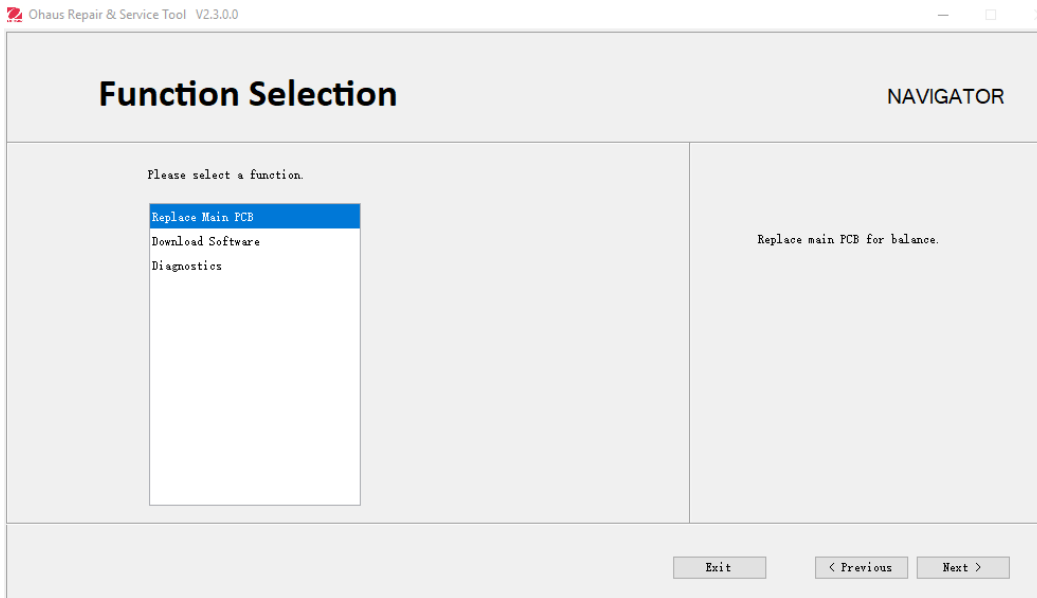 Ohaus Repair & Service Tool V2.3.0.0
Function Selection
NAVIGATOR
Please select a function.
Replace Main PCB
Download Software
Diagnostics
Replace main PCB for balance.
Exit
< Previous
Next >